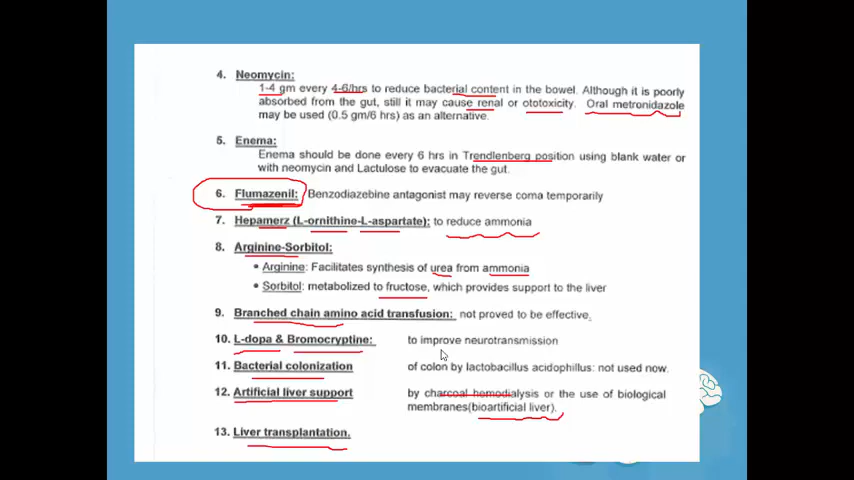 4. Neomycin:
1-4 gm every 4-6/hrs to reduce bacterial content in the bowel. Although it is poorly
absorbed from the gut, still it may cause renal or ototoxicity. Oral metronidazole
may be used (0.5 gm/6 hrs) as an alternative.
5. Enema:
Enema should be done every 6 hrs in Trendlenberg position using blank water or
with neomycin and Lactulose to evacuate the gut.
6. Flumazenil: Benzodiazebine antagonist may reverse coma temporarily
7. Hepamerz (L-ornithine-L-aspartate): to reduce ammonia
8. Arginine-Sorbitol:
• Arginine: Facilitates synthesis of urea from ammonia
• Sorbitol: metabolized to fructose, which provides support to the liver
9. Branched chain amino acid transfusion: not proved to be effective.
10. L-dopa & Bromocryptine: to improve neurotransmission
11. Bacterial colonization of colon by lactobacillus acidophillus: not used now.
12. Artificial liver support by charcoal hemodialysis or the use of biological
membranes(bioartificial liver).
13. Liver transplantation.